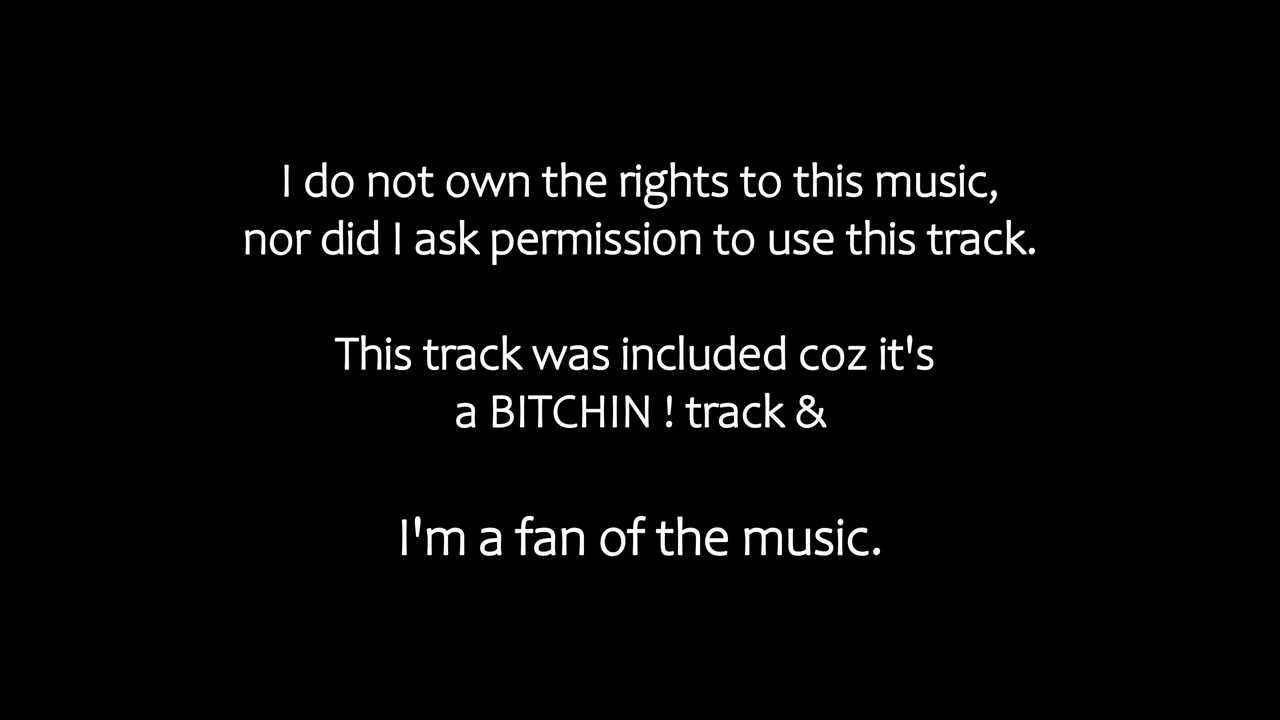 I do not own the rights to this music,
nor did I ask permission to use this track.
This track was included coz it's
a BITCHIN ! track &
I'm a fan of the music.